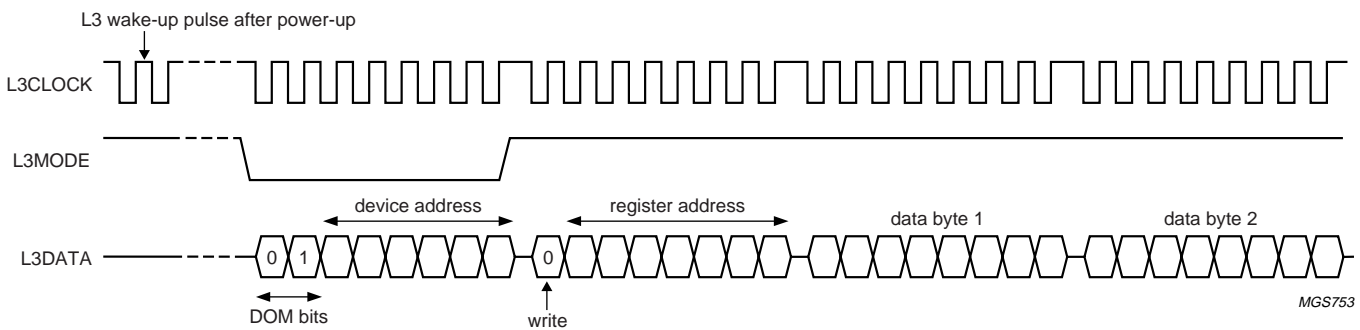 L3 wake-up pulse after power-up
L3CLOCK
L3MODE
device address
register address
data byte 1
data byte 2
L3DATA
0 1
0
DOM bits
write
MGS753